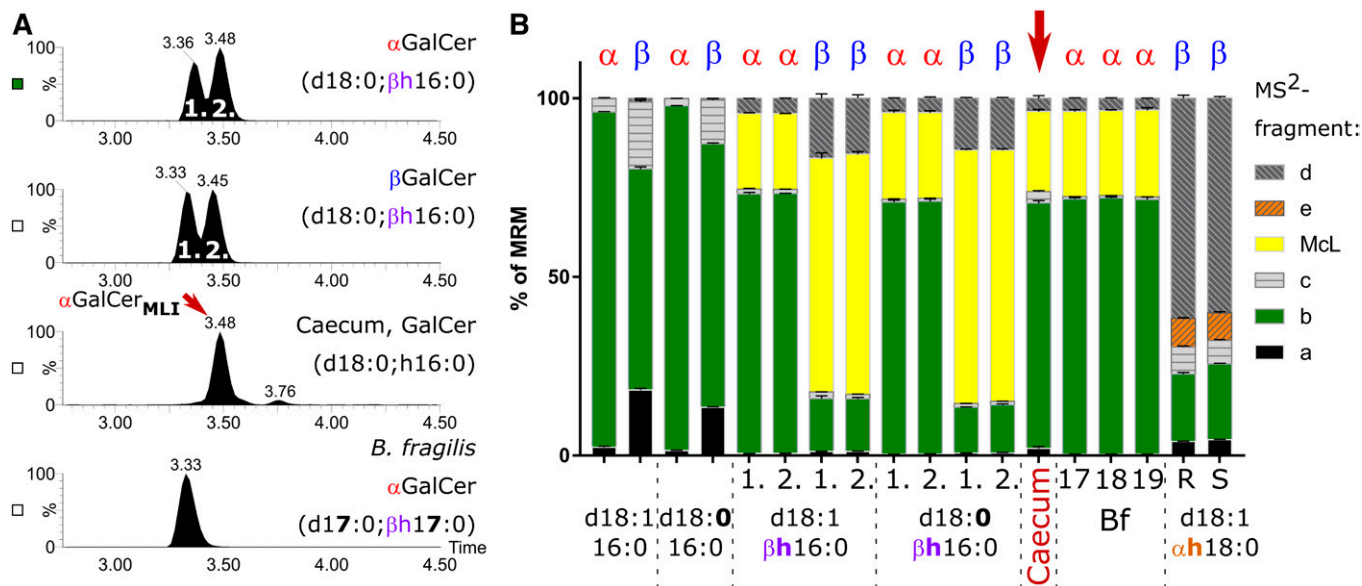 A
3.36 3.48
αGalCer
(d18:0;βh16:0)
100
%
0
1. 2.
3.00 3.50 4.00 4.50
3.33 3.45
βGalCer
(d18:0;βh16:0)
100
%
0
1. 2.
3.00 3.50 4.00 4.50
αGalCerMLI
3.48
Caecum, GalCer
(d18:0;h16:0)
100
%
0
3.76
3.00 3.50 4.00 4.50
B. fragilis
3.33
αGalCer
(d17:0;βh17:0)
100
%
0
Time
3.00 3.50 4.00 4.50
B
α β α β α α β β α α β β α α α β β
100
50
0
% of MRM
1. 2. 1. 2. 1. 2. 1. 2. 17 18 19 R S
d18:1 d18:0 d18:1 d18:0 Caecum Bf d18:1
16:0 16:0 βh16:0 βh16:0 αh18:0
MS2-
fragment:
d
e
McL
c
b
a